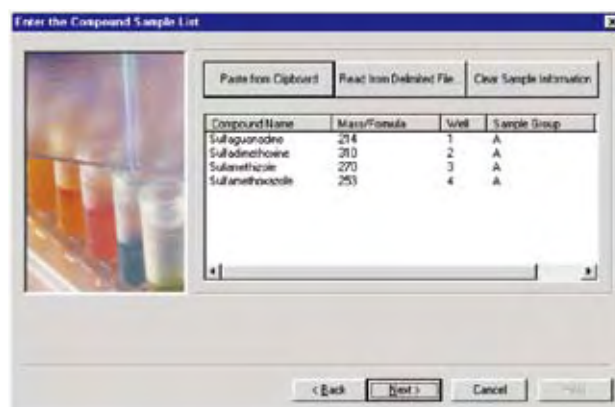 Enter the Compound Sample List
Paste from Clipboard Read from Delimited File... Clear Sample Information
Compound Name Mass/Fomula Well Sample Group
Sulfaguanadine 214 1 A
Sulfadimethoxine 310 2 A
Sulfamethizole 270 3 A
Sulfamethoxazole 253 4 A
< Back Next > Cancel